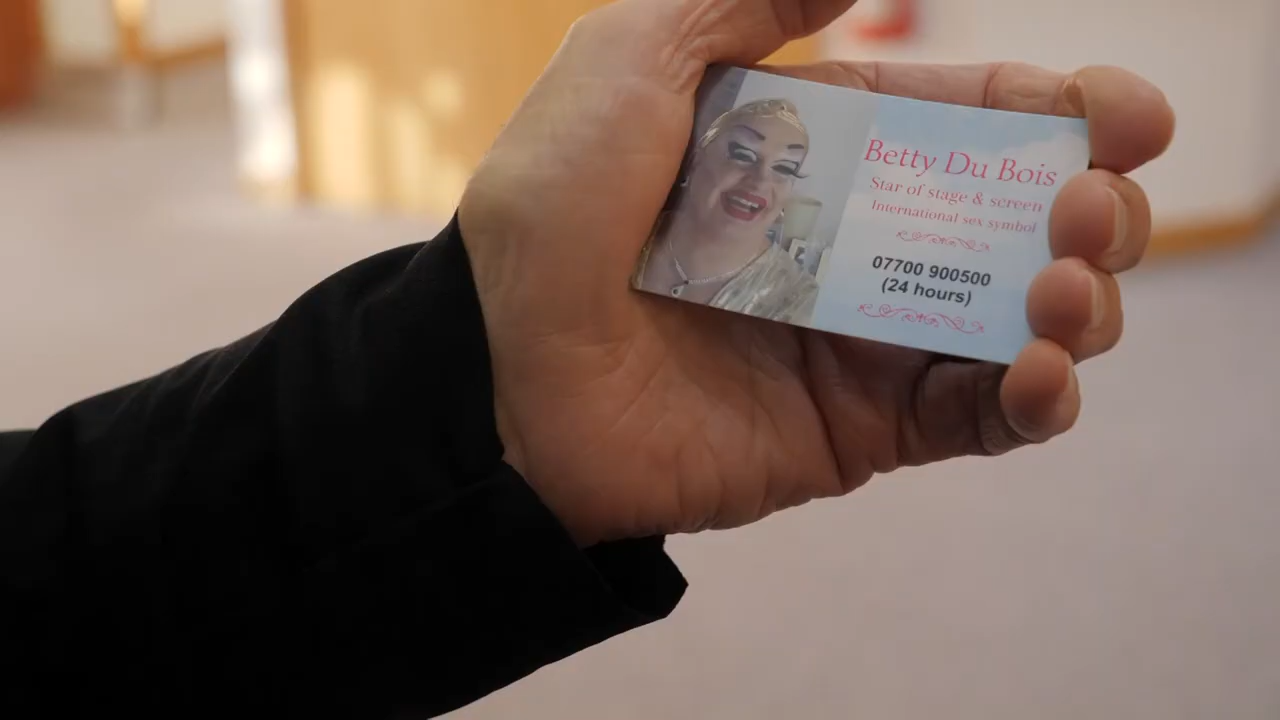 Betty Du Bois
Star of stage & screen
International sex symbol
07700 900500
(24 hours)